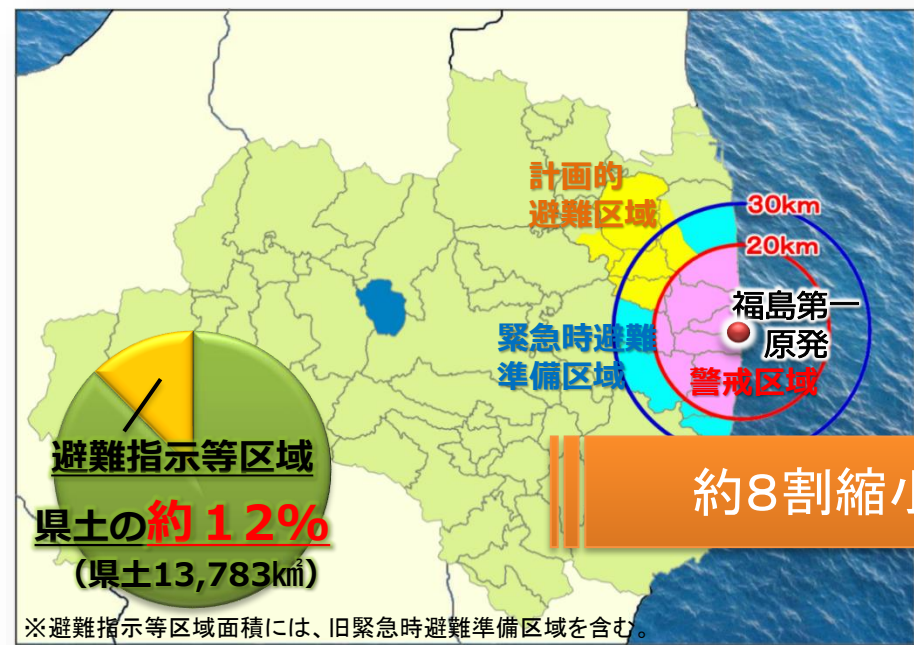 計画的
避難区域
30km
20km
福島第一
原発
緊急時避難
準備区域
警戒区域
避難指示等区域
県土の約12%
(県土13,783㎢)
約8割縮小
※避難指示等区域面積には、旧緊急時避難準備区域を含む。